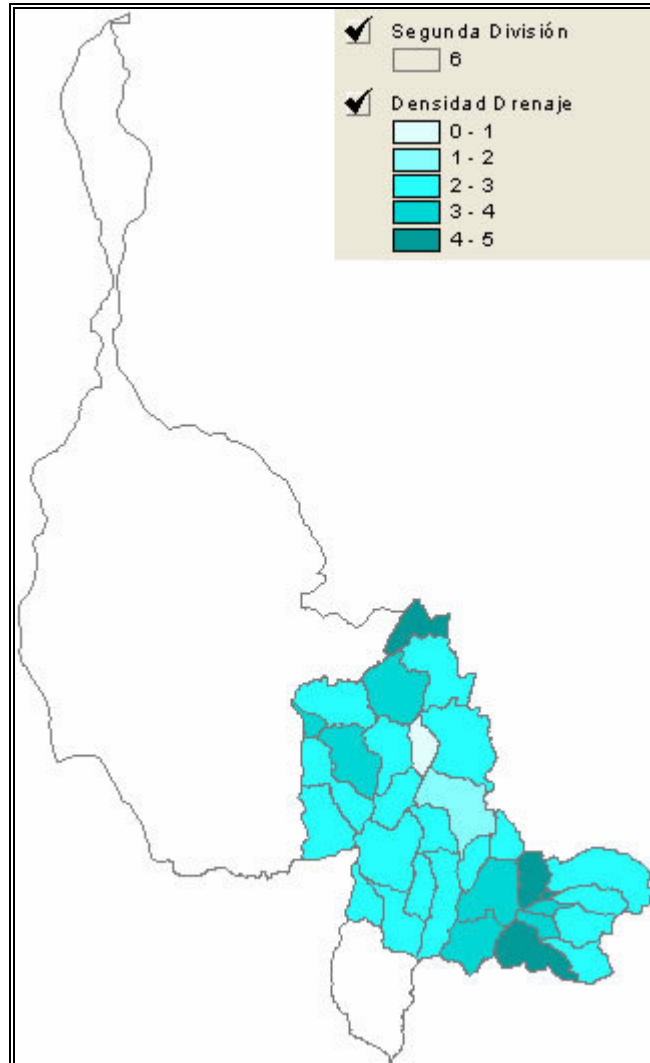 Segunda División
6
Densidad Drenaje
0 - 1
1 - 2
2 - 3
3 - 4
4 - 5